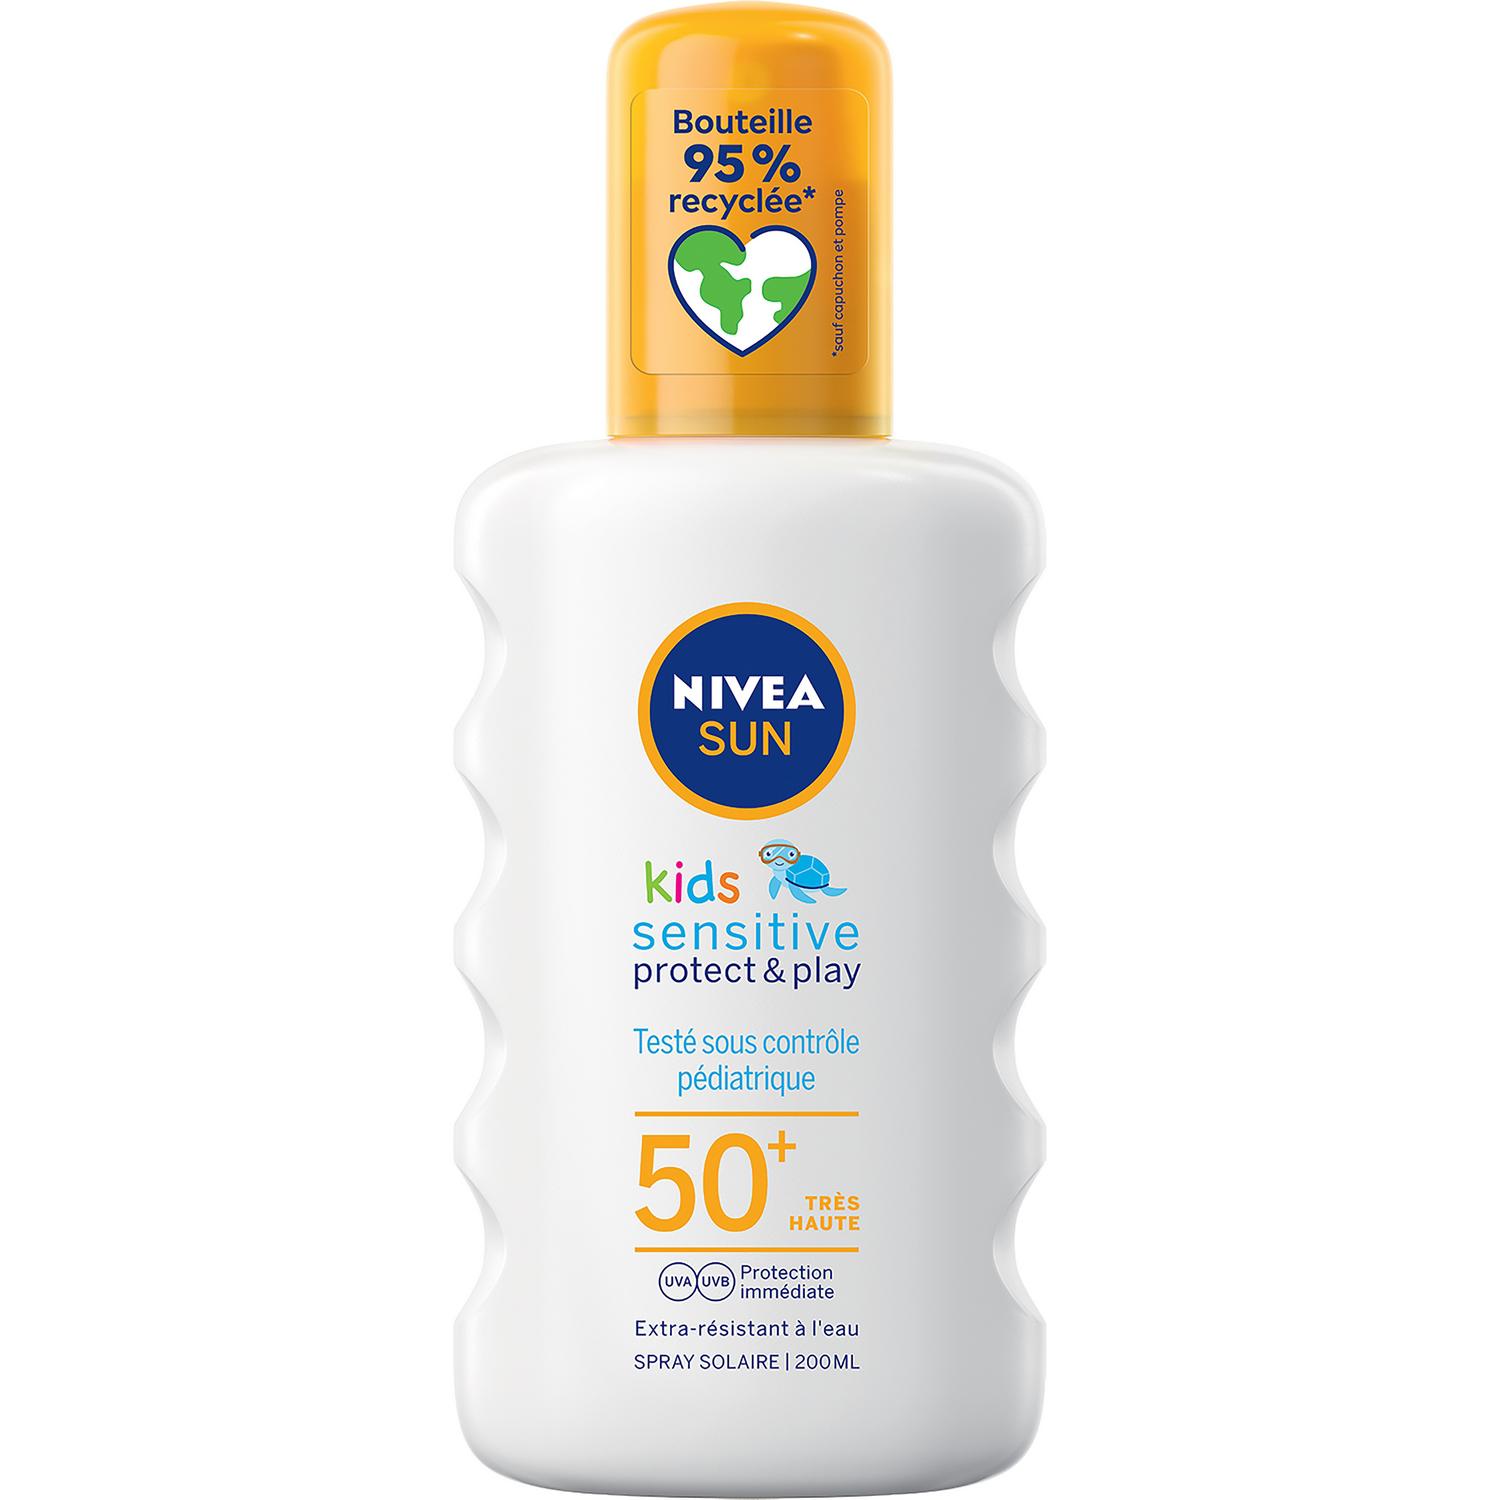 Bouteille
95%
recyclée*
*sauf capuchon et pompe
NIVEA
SUN
kids
sensitive
protect & play
Testé sous contrôle
pédiatrique
50+
TRÈS
HAUTE
UVA UVB Protection
immédiate
Extra-résistant à l'eau
SPRAY SOLAIRE | 200ML